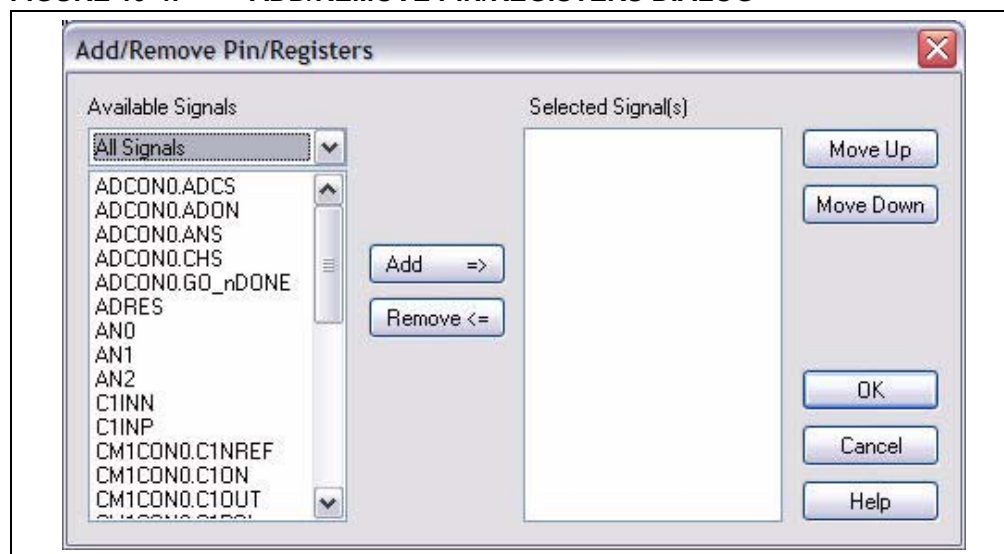 Add/Remove Pin/Registers
Available Signals
All Signals
ADCON0.ADCS
ADCON0.ADON
ADCON0.ANS
ADCON0.CHS
ADCON0.GO_nDONE
ADRES
AN0
AN1
AN2
C1INN
C1INP
CM1CON0.C1NREF
CM1CON0.C1ON
CM1CON0.C1OUT
Add =>
Remove <=
Selected Signal(s)
Move Up
Move Down
OK
Cancel
Help